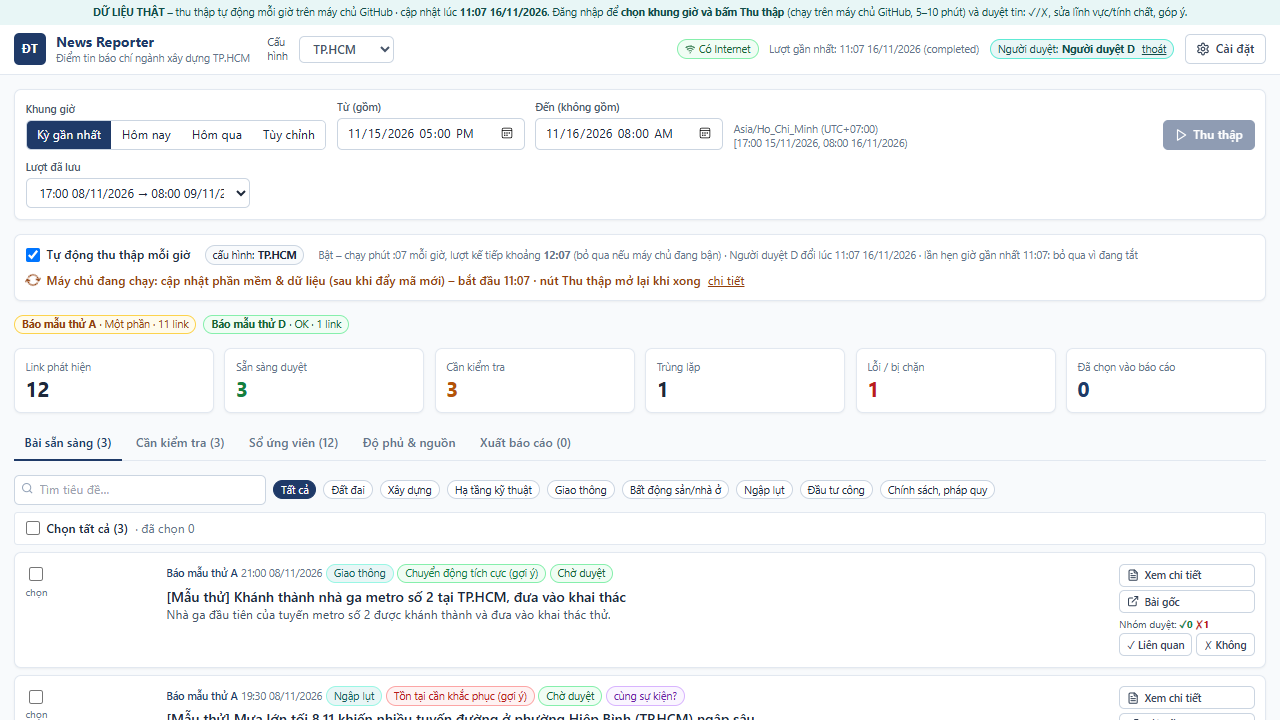 DỮ LIỆU THẬT – thu thập tự động mỗi giờ trên máy chủ GitHub · cập nhật lúc 11:07 16/11/2026. Đăng nhập để chọn khung giờ và bấm Thu thập (chạy trên máy chủ GitHub, 5–10 phút) và duyệt tin: ✓/✗, sửa lĩnh vực/tính chất, góp ý.
ĐT
News Reporter
Điểm tin báo chí ngành xây dựng TP.HCM
Cấu hình
TP.HCM
Có Internet
Lượt gần nhất: 11:07 16/11/2026 (completed)
Người duyệt: Người duyệt D thoát
Cài đặt
Khung giờ
Kỳ gần nhất Hôm nay Hôm qua Tùy chỉnh
Từ (gồm)
11/15/2026 05:00 PM
Đến (không gồm)
11/16/2026 08:00 AM
Asia/Ho_Chi_Minh (UTC+07:00)
[17:00 15/11/2026, 08:00 16/11/2026)
Thu thập
Lượt đã lưu
17:00 08/11/2026 → 08:00 09/11/2
Tự động thu thập mỗi giờ cấu hình: TP.HCM Bật – chạy phút :07 mỗi giờ, lượt kế tiếp khoảng 12:07 (bỏ qua nếu máy chủ đang bận) · Người duyệt D đổi lúc 11:07 16/11/2026 · lần hẹn giờ gần nhất 11:07: bỏ qua vì đang tắt
Máy chủ đang chạy: cập nhật phần mềm & dữ liệu (sau khi đẩy mã mới) – bắt đầu 11:07 · nút Thu thập mở lại khi xong chi tiết
Báo mẫu thử A · Một phần · 11 link
Báo mẫu thử D · OK · 1 link
Link phát hiện
12
Sẵn sàng duyệt
3
Cần kiểm tra
3
Trùng lặp
1
Lỗi / bị chặn
1
Đã chọn vào báo cáo
0
Bài sẵn sàng (3) Cần kiểm tra (3) Sổ ứng viên (12) Độ phủ & nguồn Xuất báo cáo (0)
Tìm tiêu đề...
Tất cả Đất đai Xây dựng Hạ tầng kỹ thuật Giao thông Bất động sản/nhà ở Ngập lụt Đầu tư công Chính sách, pháp quy
Chọn tất cả (3) · đã chọn 0
chọn
Báo mẫu thử A 21:00 08/11/2026 Giao thông Chuyển động tích cực (gợi ý) Chờ duyệt
[Mẫu thử] Khánh thành nhà ga metro số 2 tại TP.HCM, đưa vào khai thác
Nhà ga đầu tiên của tuyến metro số 2 được khánh thành và đưa vào khai thác thử.
Xem chi tiết
Bài gốc
Nhóm duyệt: ✓0 ✗1
✓ Liên quan ✗ Không
chọn
Báo mẫu thử A 19:30 08/11/2026 Ngập lụt Tồn tại cần khắc phục (gợi ý) Chờ duyệt cùng sự kiện?
[Mẫu thử] Mưa lớn tối 8.11 khiến nhiều tuyến đường ở phường Hiệp Bình (TP.HCM) ngập sâu
Xem chi tiết